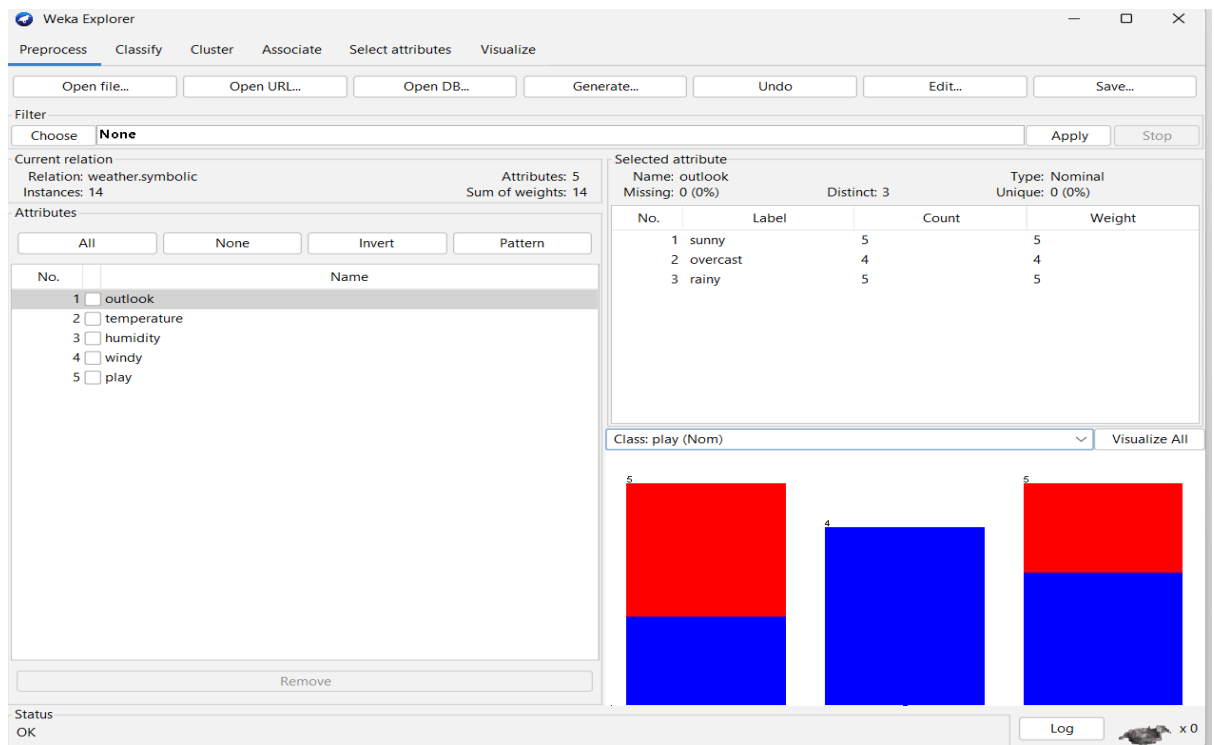 Weka Explorer
Preprocess Classify Cluster Associate Select attributes Visualize
Open file... Open URL... Open DB... Generate... Undo Edit... Save...
Filter
Choose None Apply Stop
Current relation
Relation: weather.symbolic Attributes: 5
Instances: 14 Sum of weights: 14
Attributes
All None Invert Pattern
No. Name
1 outlook
2 temperature
3 humidity
4 windy
5 play
Remove
Selected attribute
Name: outlook Type: Nominal
Missing: 0 (0%) Distinct: 3 Unique: 0 (0%)
No. Label Count Weight
1 sunny 5 5
2 overcast 4 4
3 rainy 5 5
Class: play (Nom) Visualize All
5 4 5
Status
OK Log x 0